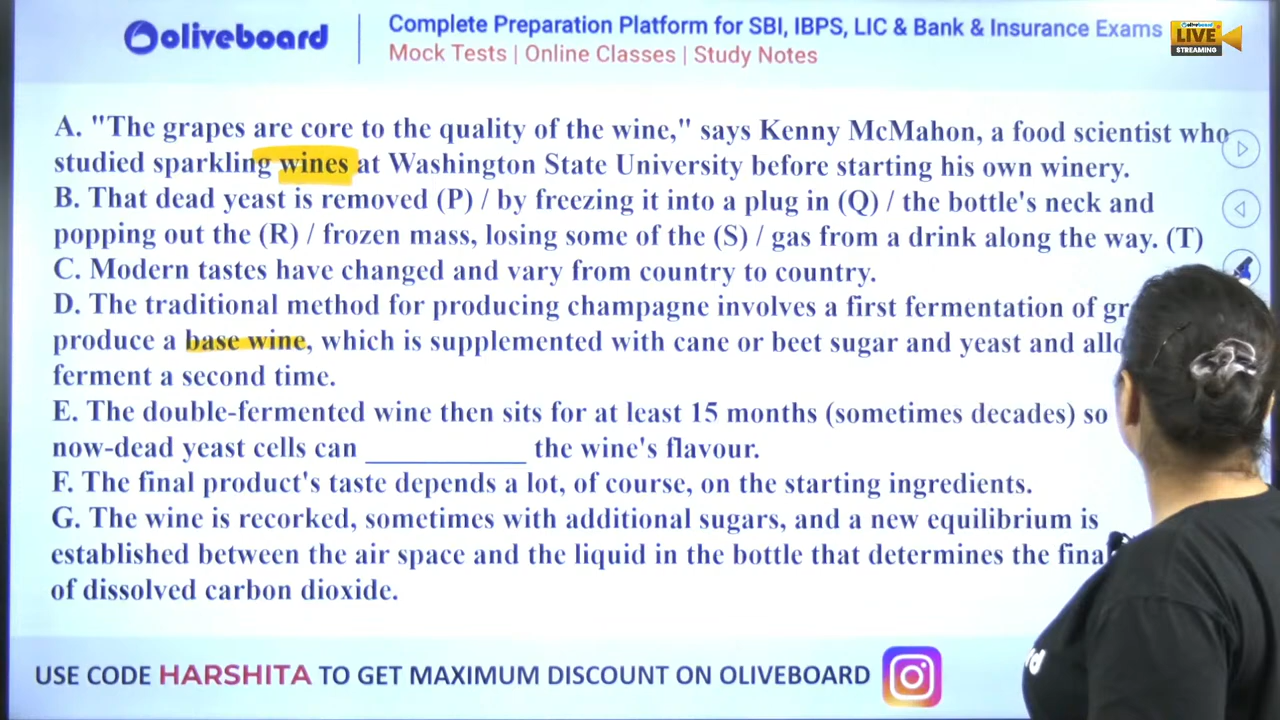 oliveboard
Complete Preparation Platform for SBI, IBPS, LIC & Bank & Insurance Exams
Mock Tests | Online Classes | Study Notes
oliveboard
LIVE
STREAMING
A. "The grapes are core to the quality of the wine," says Kenny McMahon, a food scientist who
studied sparkling wines at Washington State University before starting his own winery.
B. That dead yeast is removed (P) / by freezing it into a plug in (Q) / the bottle's neck and
popping out the (R) / frozen mass, losing some of the (S) / gas from a drink along the way. (T)
C. Modern tastes have changed and vary from country to country.
D. The traditional method for producing champagne involves a first fermentation of
produce a base wine, which is supplemented with cane or beet sugar and yeast and
ferment a second time.
E. The double-fermented wine then sits for at least 15 months (sometimes decades) so
now-dead yeast cells can ____________ the wine's flavour.
F. The final product's taste depends a lot, of course, on the starting ingredients.
G. The wine is recorked, sometimes with additional sugars, and a new equilibrium is
established between the air space and the liquid in the bottle that determines the
of dissolved carbon dioxide.
USE CODE HARSHITA TO GET MAXIMUM DISCOUNT ON OLIVEBOARD